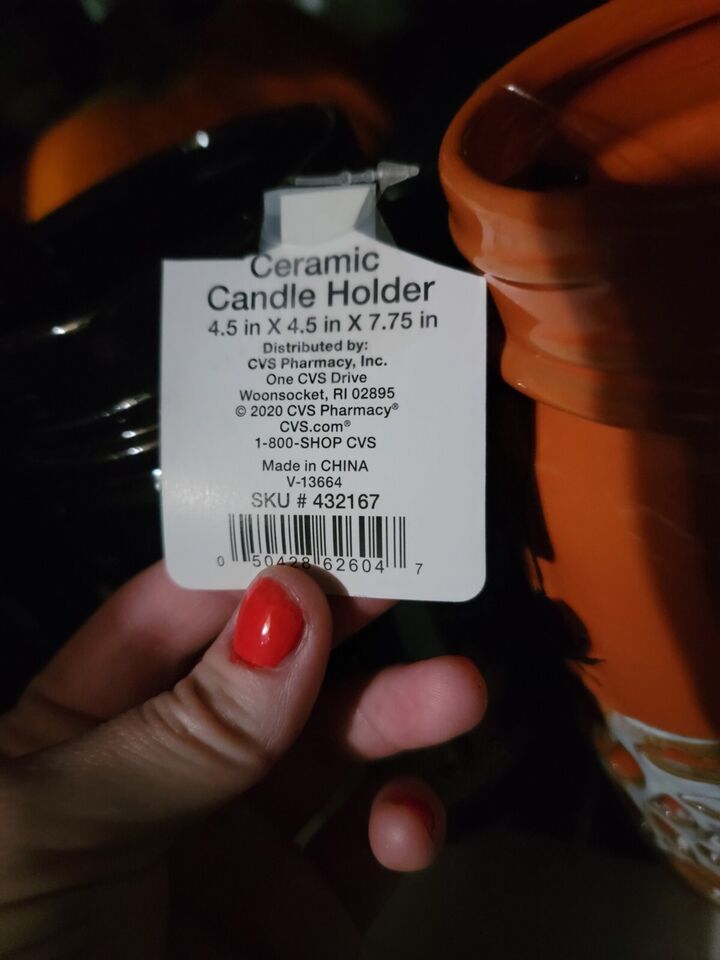 Ceramic
Candle Holder
4.5 in X 4.5 in X 7.75 in
Distributed by:
CVS Pharmacy, Inc.
One CVS Drive
Woonsocket, RI 02895
© 2020 CVS Pharmacy®
CVS.com®
1-800-SHOP CVS
Made in CHINA
V-13664
SKU # 432167
0 50428 62604 7